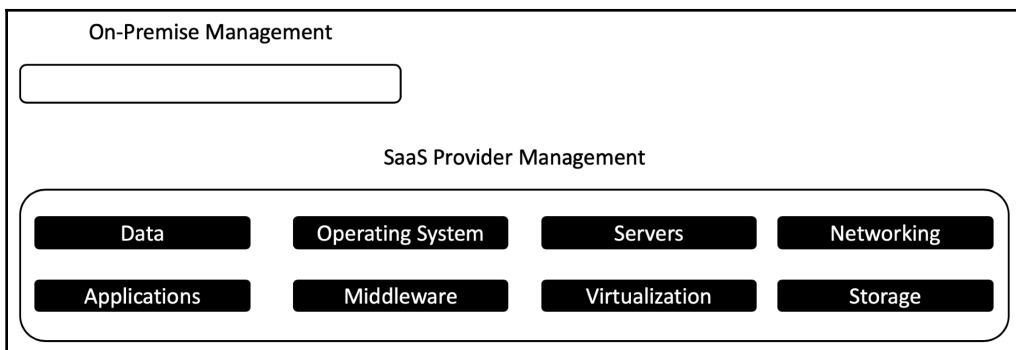 On-Premise Management
SaaS Provider Management
Data Operating System Servers Networking
Applications Middleware Virtualization Storage